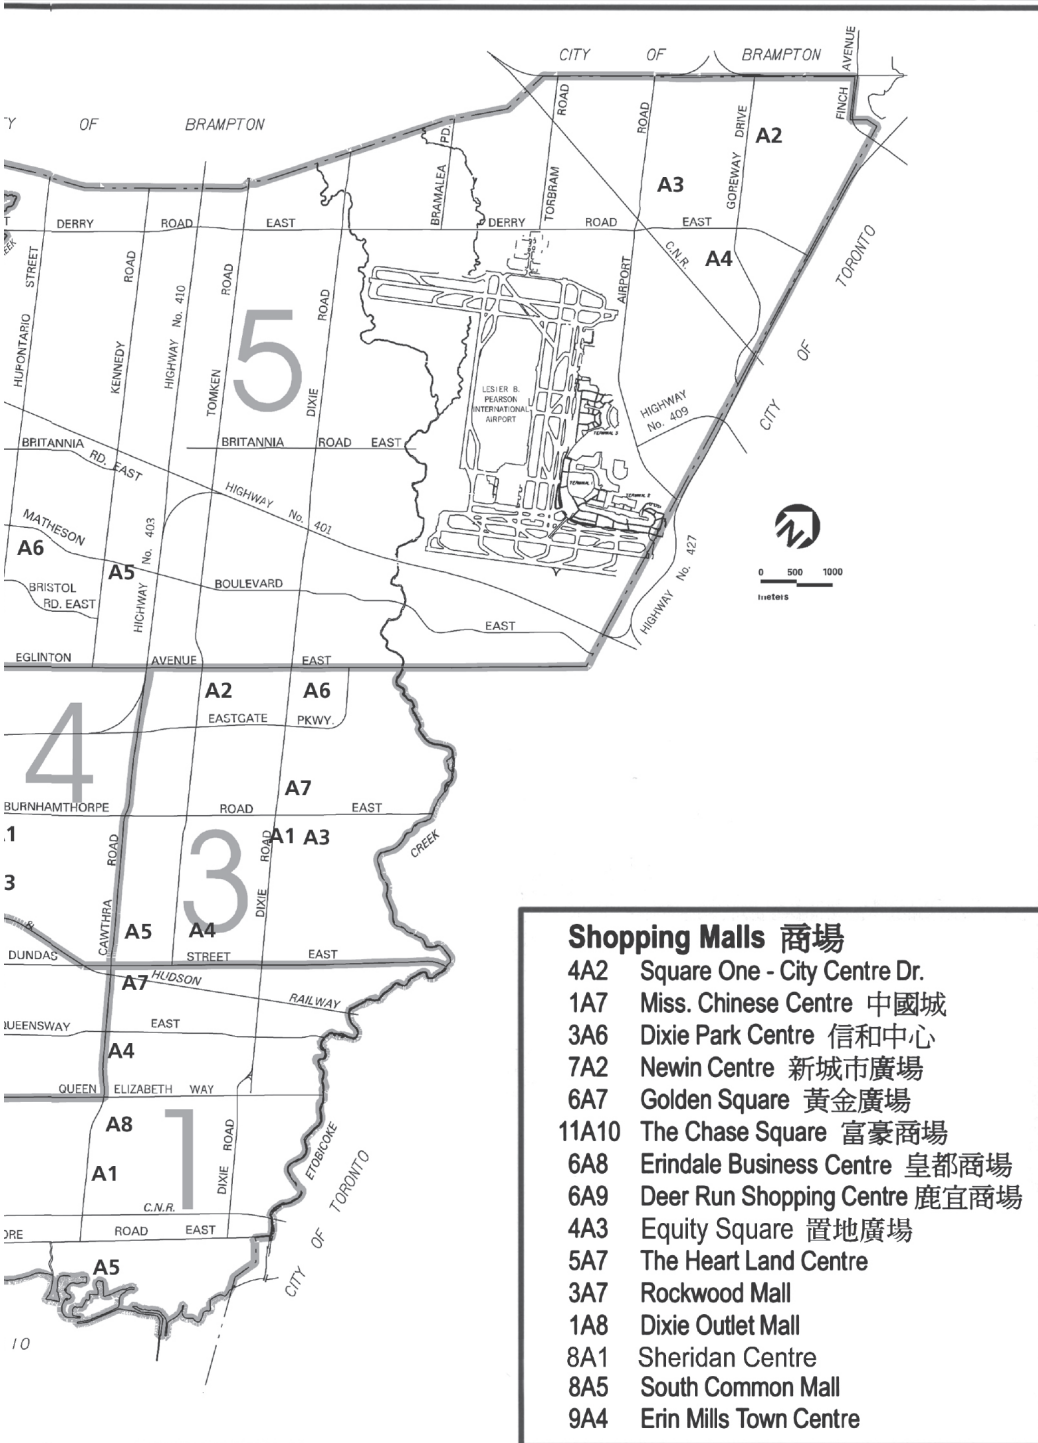 CITY OF BRAMPTON
FINCH AVENUE
OF BRAMPTON
BRAMALEA
TORBRAM ROAD
ROAD
GOREWAY DRIVE
A2
A3
DERRY ROAD EAST
DERRY ROAD EAST
C.N.R.
A4
AIRPORT
CITY OF TORONTO
HURONTARIO STREET
KENNEDY ROAD
HIGHWAY No. 410
TOMKEN ROAD
5
DIXIE ROAD
LESTER B.
PEARSON
INTERNATIONAL
AIRPORT
TERMINAL 3
TERMINAL 1
TERMINAL 2
HIGHWAY
No. 409
BRITANNIA
RD. EAST
BRITANNIA ROAD EAST
HIGHWAY No. 401
MATHESON
A6
A5
HIGHWAY No. 403
BOULEVARD
EAST
BRISTOL
RD. EAST
HIGHWAY No. 427
N
0 500 1000
meters
EGLINTON AVENUE EAST
A2
A6
EASTGATE PKWY.
4
A7
BURNHAMTHORPE ROAD EAST
1
A1 A3
3
3
CAWTHRA ROAD
DIXIE ROAD
CREEK
A5
A4
&
DUNDAS STREET EAST
A7
HUDSON RAILWAY
EAST
A4
QUEEN ELIZABETH WAY
A8
1
A1
DIXIE ROAD
ETOBICOKE
C.N.R.
ROAD EAST
A5
CITY OF TORONTO
10
Shopping Malls 商場
4A2 Square One - City Centre Dr.
1A7 Miss. Chinese Centre 中國城
3A6 Dixie Park Centre 信和中心
7A2 Newin Centre 新城市廣場
6A7 Golden Square 黃金廣場
11A10 The Chase Square 富豪商場
6A8 Erindale Business Centre 皇都商場
6A9 Deer Run Shopping Centre 鹿宜商場
4A3 Equity Square 置地廣場
5A7 The Heart Land Centre
3A7 Rockwood Mall
1A8 Dixie Outlet Mall
8A1 Sheridan Centre
8A5 South Common Mall
9A4 Erin Mills Town Centre